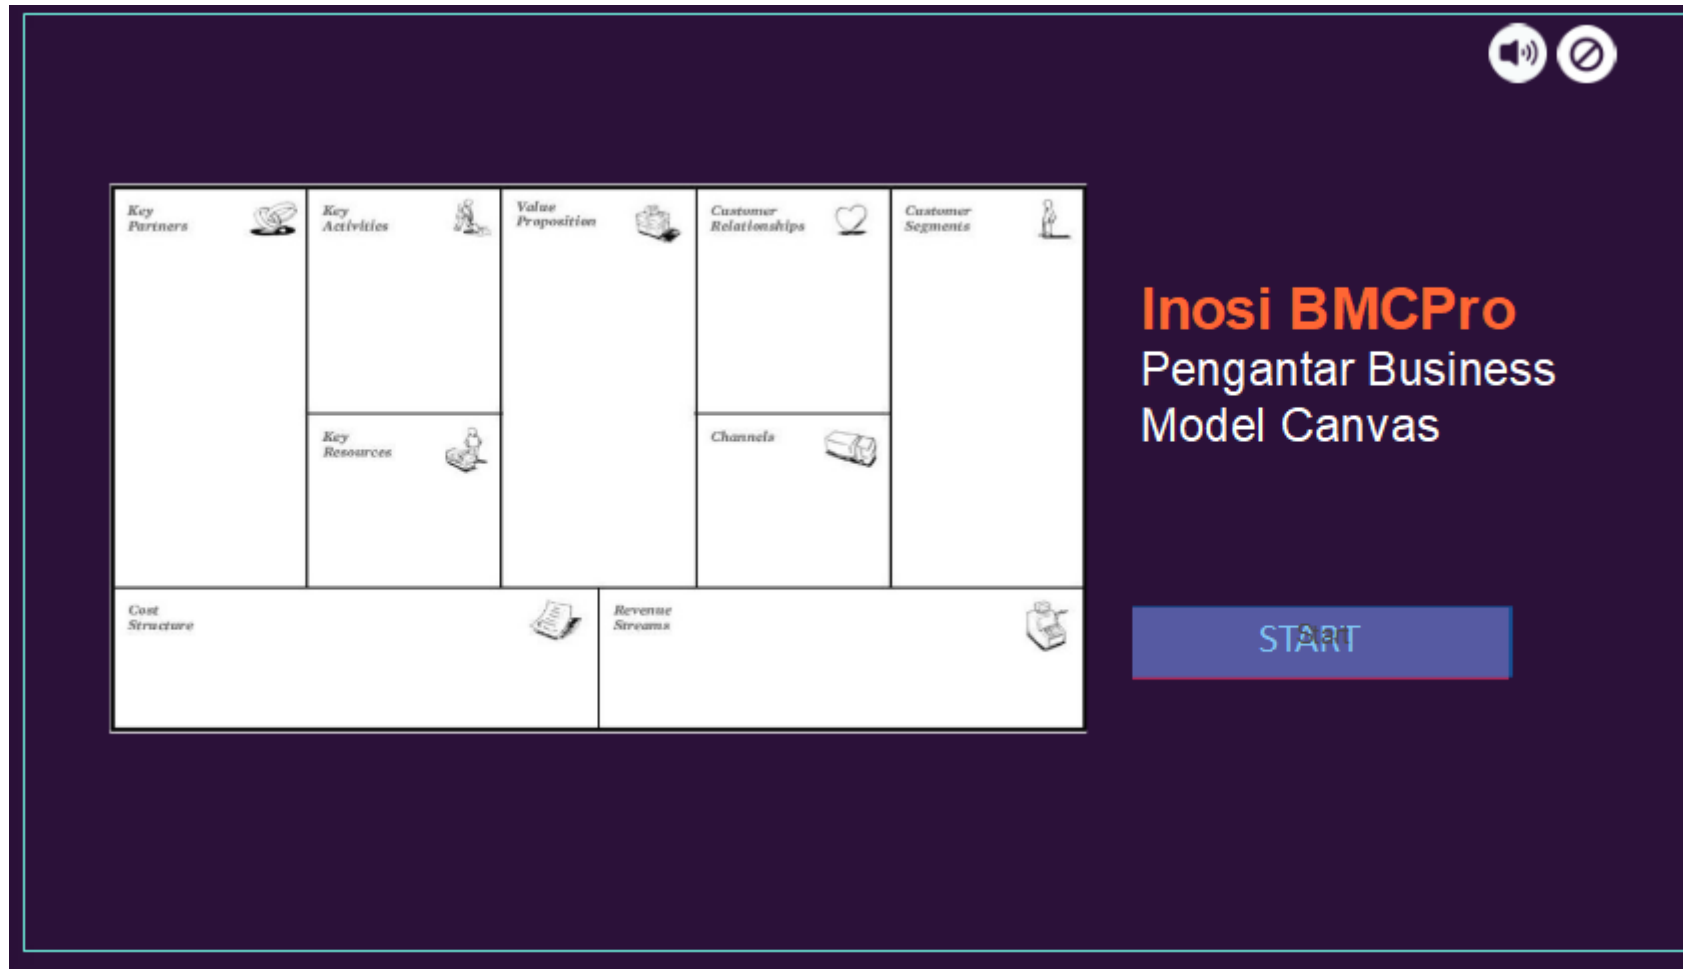 Key
Partners
Key
Activities
Value
Proposition
Customer
Relationships
Customer
Segments
Key
Resources
Channels
Cost
Structure
Revenue
Streams
Inosi BMCPro
Pengantar Business
Model Canvas
START
Start